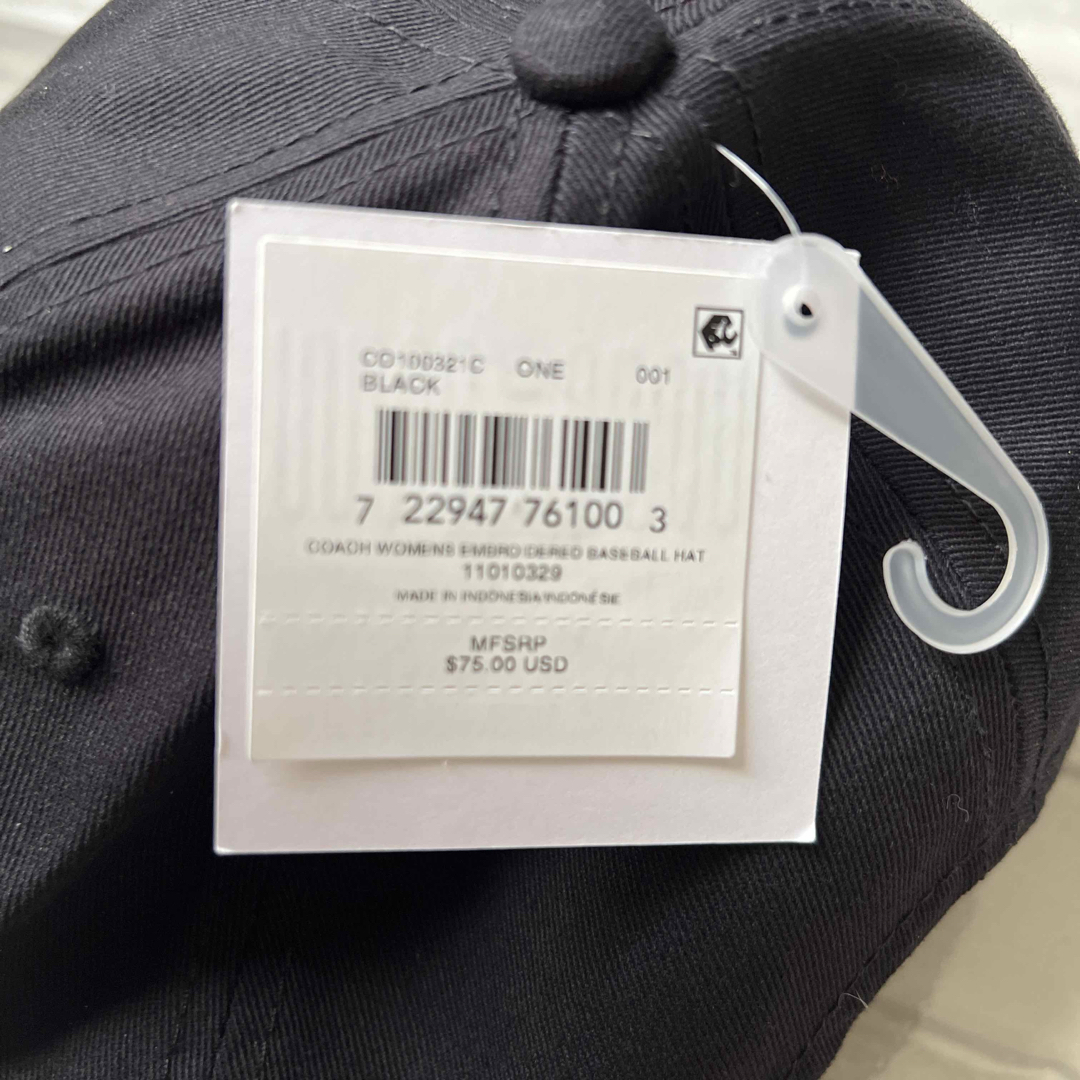 CO100321C ONE 001
BLACK
7 22947 76100 3
COACH WOMENS EMBROIDERED BASEBALL HAT
11010329
MADE IN INDONESIA/INDONÉSIE
MFSRP
$75.00 USD